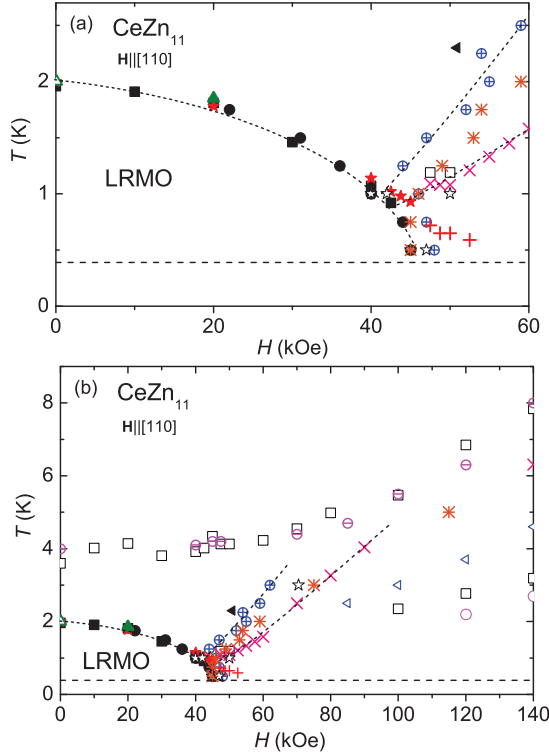 (a)
CeZn11
H||[110]
2
T (K)
LRMO
1
0
0 20 40 60
H (kOe)
(b)
CeZn11
H||[110]
8
6
T (K)
4
2
LRMO
0
0 20 40 60 80 100 120 140
H (kOe)